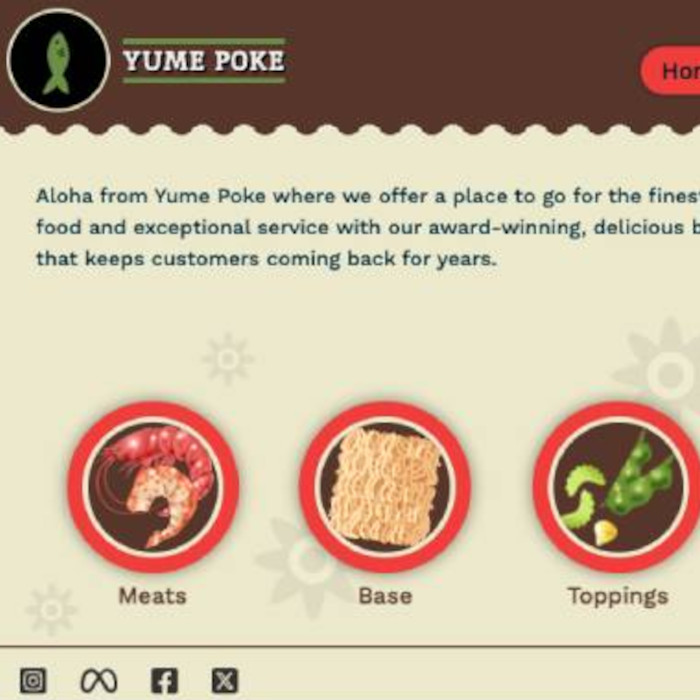 YUME POKE
Hor
Aloha from Yume Poke where we offer a place to go for the fines
food and exceptional service with our award-winning, delicious b
that keeps customers coming back for years.
Meats
Base
Toppings